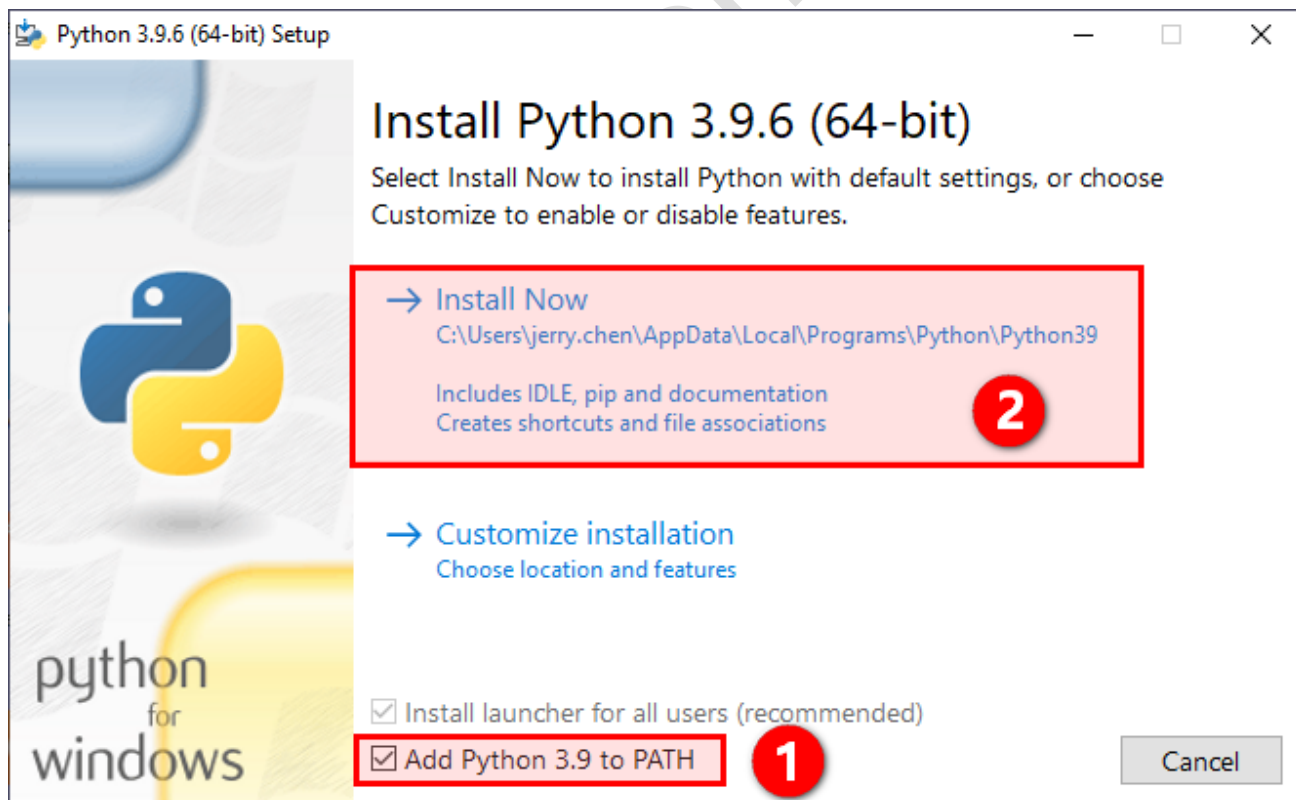 Python 3.9.6 (64-bit) Setup
Install Python 3.9.6 (64-bit)
Select Install Now to install Python with default settings, or choose
Customize to enable or disable features.
Install Now
C:\Users\jerry.chen\AppData\Local\Programs\Python\Python39
Includes IDLE, pip and documentation
Creates shortcuts and file associations
2
Customize installation
Choose location and features
python
for
windows
Install launcher for all users (recommended)
Add Python 3.9 to PATH
1
Cancel